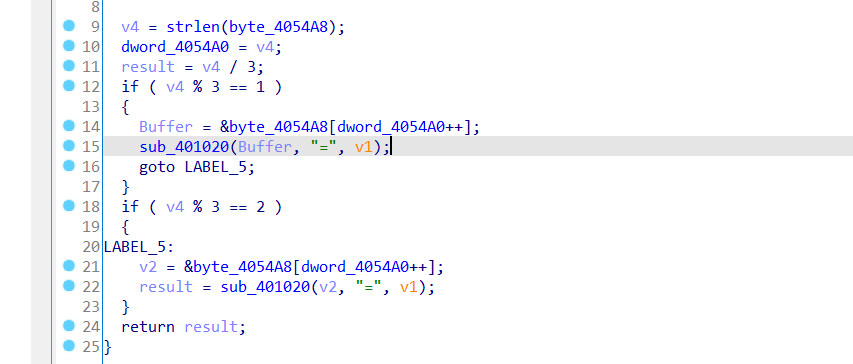 8
9 v4 = strlen(byte_4054A8);
10 dword_4054A0 = v4;
11 result = v4 / 3;
12 if ( v4 % 3 == 1 )
13 {
14 Buffer = &byte_4054A8[dword_4054A0++];
15 sub_401020(Buffer, "=", v1);
16 goto LABEL_5;
17 }
18 if ( v4 % 3 == 2 )
19 {
20 LABEL_5:
21 v2 = &byte_4054A8[dword_4054A0++];
22 result = sub_401020(v2, "=", v1);
23 }
24 return result;
25 }